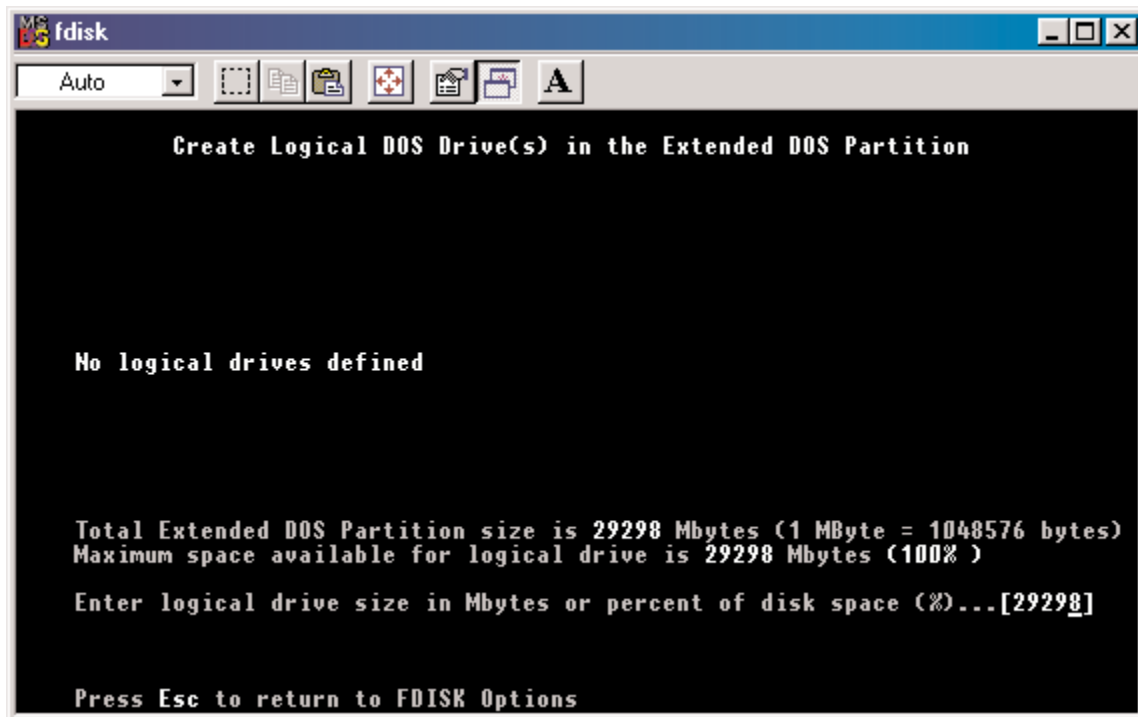 MS DS fdisk
Auto A
Create Logical DOS Drive(s) in the Extended DOS Partition
No logical drives defined
Total Extended DOS Partition size is 29298 Mbytes (1 MByte = 1048576 bytes)
Maximum space available for logical drive is 29298 Mbytes (100% )
Enter logical drive size in Mbytes or percent of disk space (%)...[29298]
Press Esc to return to FDISK Options